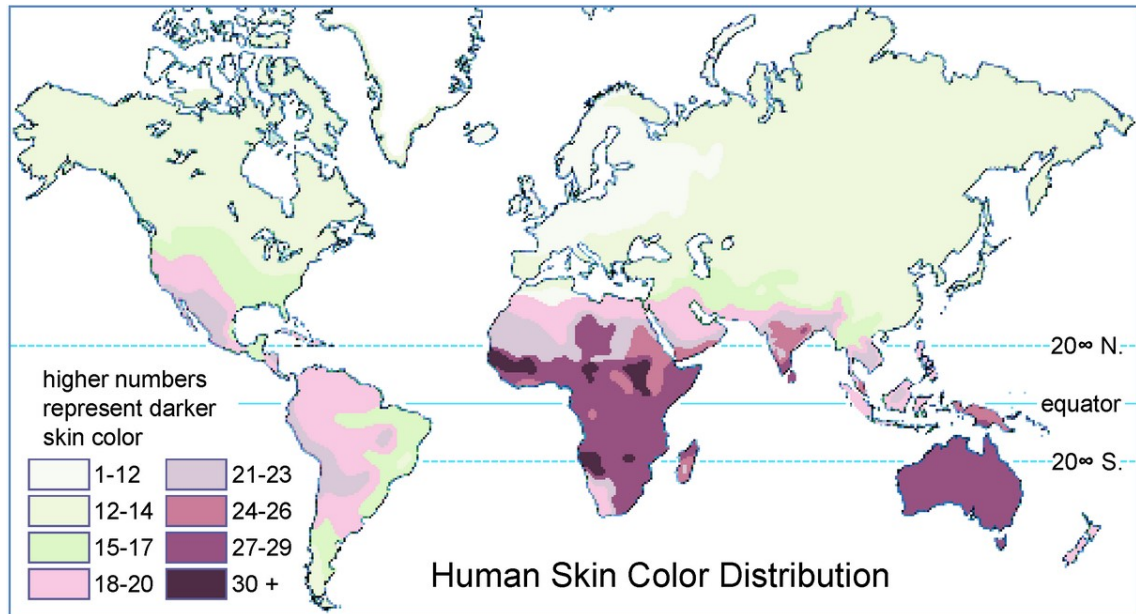 20∞ N.
higher numbers
represent darker
skin color
equator
1-12
21-23
12-14
24-26
20∞ S.
15-17
27-29
18-20
30 +
Human Skin Color Distribution